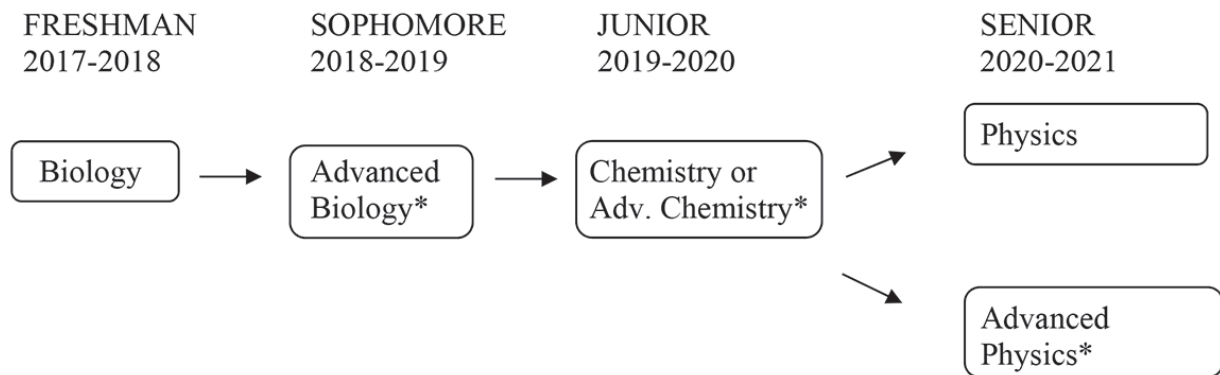 FRESHMAN
2017-2018
SOPHOMORE
2018-2019
JUNIOR
2019-2020
SENIOR
2020-2021
Biology
Advanced
Biology*
Chemistry or
Adv. Chemistry*
Physics
Advanced
Physics*